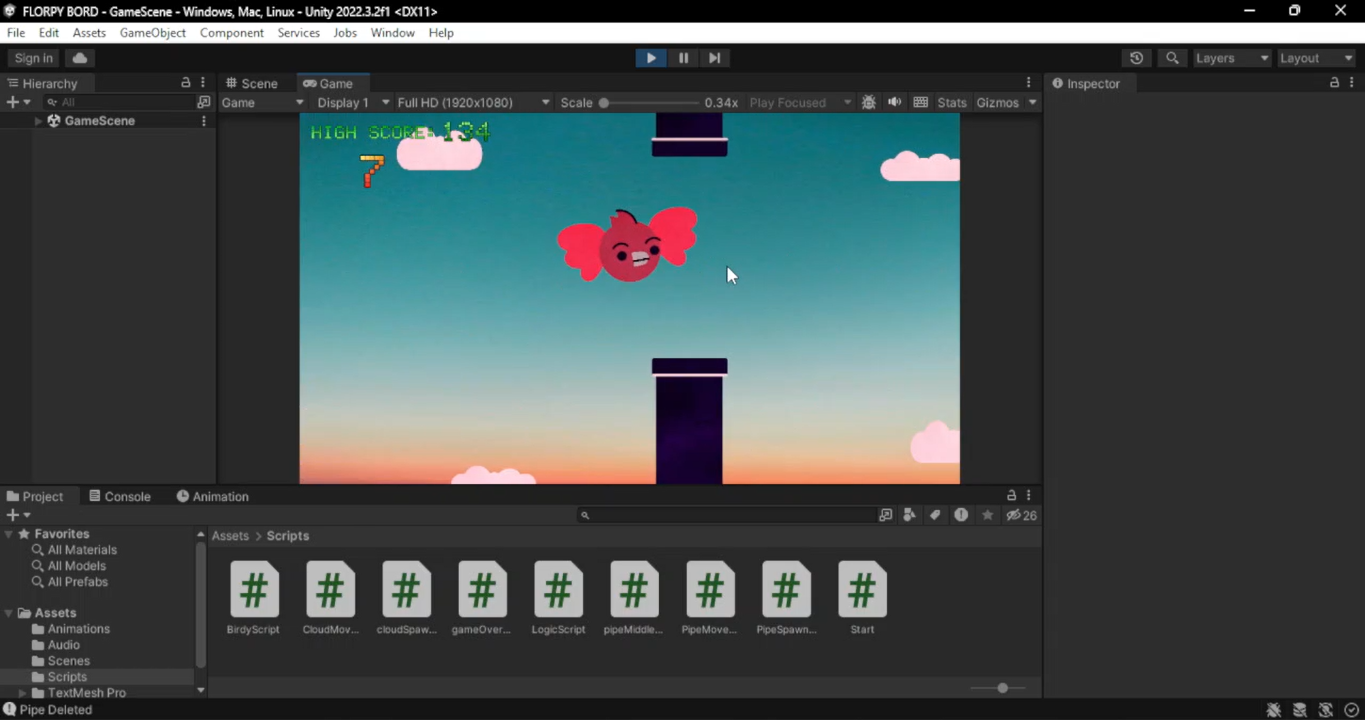 FLORPY BORD - GameScene - Windows, Mac, Linux - Unity 2022.3.2f1 <DX11>
File Edit Assets GameObject Component Services Jobs Window Help
Sign in Layers Layout
Hierarchy Scene Game Inspector
All Game Display 1 Full HD (1920x1080) Scale 0.34x Play Focused Stats Gizmos
GameScene
HIGH SCORE: 134
7
Project Console Animation
26
Favorites Assets > Scripts
All Materials
All Models
All Prefabs
Assets
Animations
Audio
Scenes
Scripts
TextMesh Pro
# # # # # # # # #
BirdyScript CloudMov... cloudSpaw... gameOver... LogicScript pipeMiddle... PipeMove... PipeSpawn... Start
Pipe Deleted